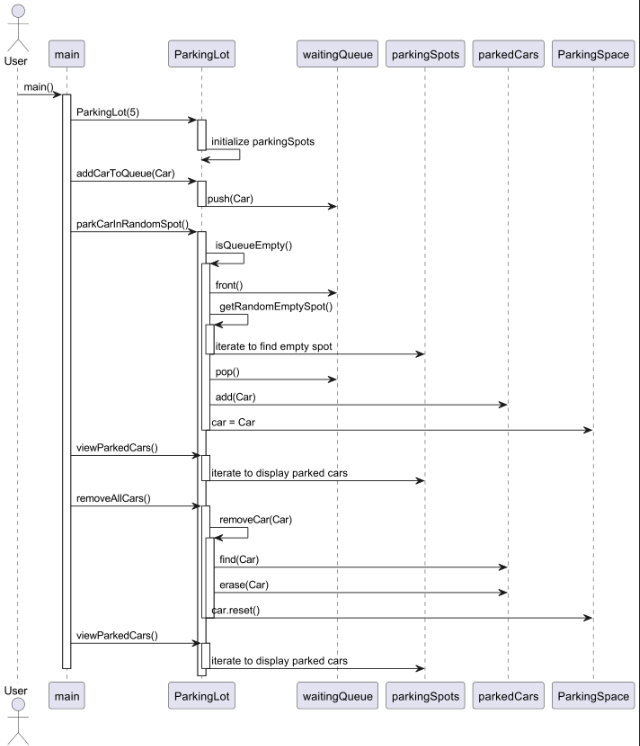 User
main
ParkingLot
waitingQueue
parkingSpots
parkedCars
ParkingSpace
main()
ParkingLot(5)
initialize parkingSpots
addCarToQueue(Car)
push(Car)
parkCarInRandomSpot()
isQueueEmpty()
front()
getRandomEmptySpot()
iterate to find empty spot
pop()
add(Car)
car = Car
viewParkedCars()
iterate to display parked cars
removeAllCars()
removeCar(Car)
find(Car)
erase(Car)
car.reset()
viewParkedCars()
iterate to display parked cars
User
main
ParkingLot
waitingQueue
parkingSpots
parkedCars
ParkingSpace